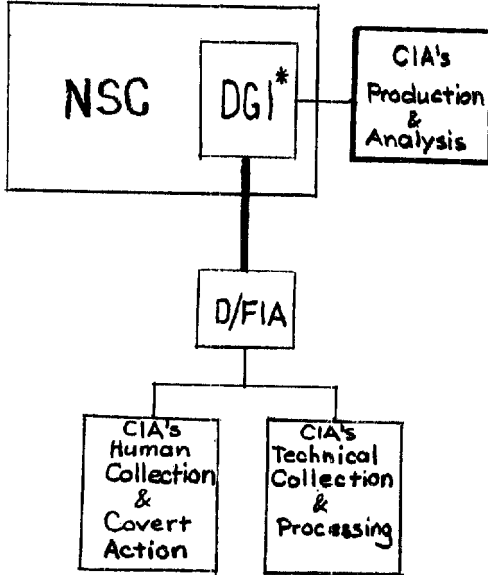 NSC
DGI*
CIA's
Production
&
Analysis
D/FIA
CIA's
Human
Collection
&
Covert
Action
CIA's
Technical
Collection
&
Processing